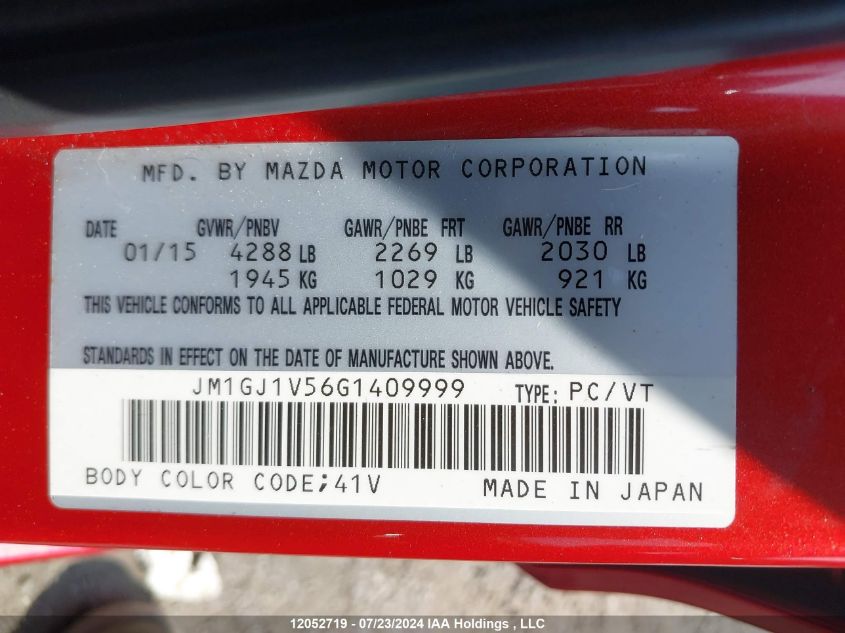 MFD. BY MAZDA MOTOR CORPORATION
DATE GVWR/PNBV GAWR/PNBE FRT GAWR/PNBE RR
01/15 4288 LB 2269 LB 2030 LB
1945 KG 1029 KG 921 KG
THIS VEHICLE CONFORMS TO ALL APPLICABLE FEDERAL MOTOR VEHICLE SAFETY
STANDARDS IN EFFECT ON THE DATE OF MANUFACTURE SHOWN ABOVE.
JM1GJ1V56G1409999 TYPE: PC/VT
BODY COLOR CODE;41V MADE IN JAPAN
12052719 - 07/23/2024 IAA Holdings , LLC